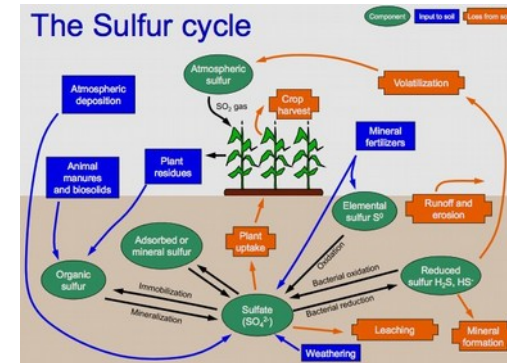 The Sulfur cycle
Component
Input to soil
Loss from soil
Atmospheric
deposition
Atmospheric
sulfur
Volatilization
SO₂ gas
Crop
harvest
Animal
manures
and biosolids
Plant
residues
Mineral
fertilizers
Elemental
sulfur S⁰
Runoff and
erosion
Adsorbed or
mineral sulfur
Plant
uptake
Oxidation
Organic
sulfur
Immobilization
Mineralization
Sulfate
(SO₄²⁻)
Bacterial oxidation
Bacterial reduction
Reduced
sulfur H₂S, HS⁻
Leaching
Mineral
formation
Weathering